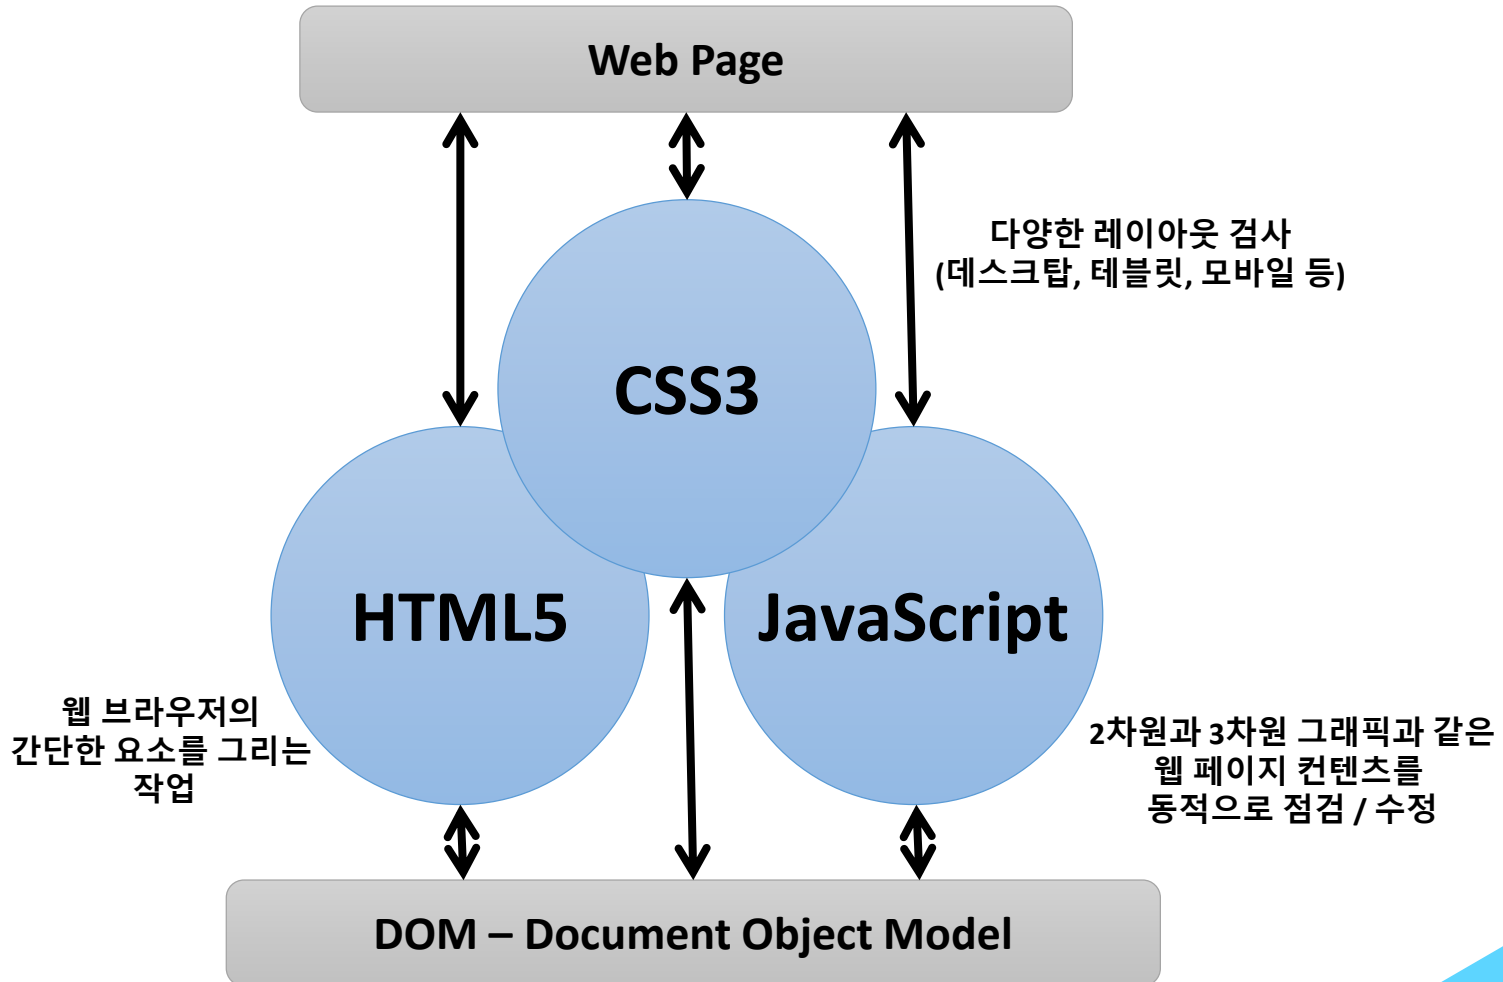 Web Page
다양한 레이아웃 검사
(데스크탑, 테블릿, 모바일 등)
CSS3
HTML5
JavaScript
웹 브라우저의
간단한 요소를 그리는
작업
2차원과 3차원 그래픽과 같은
웹 페이지 컨텐츠를
동적으로 점검 / 수정
DOM – Document Object Model